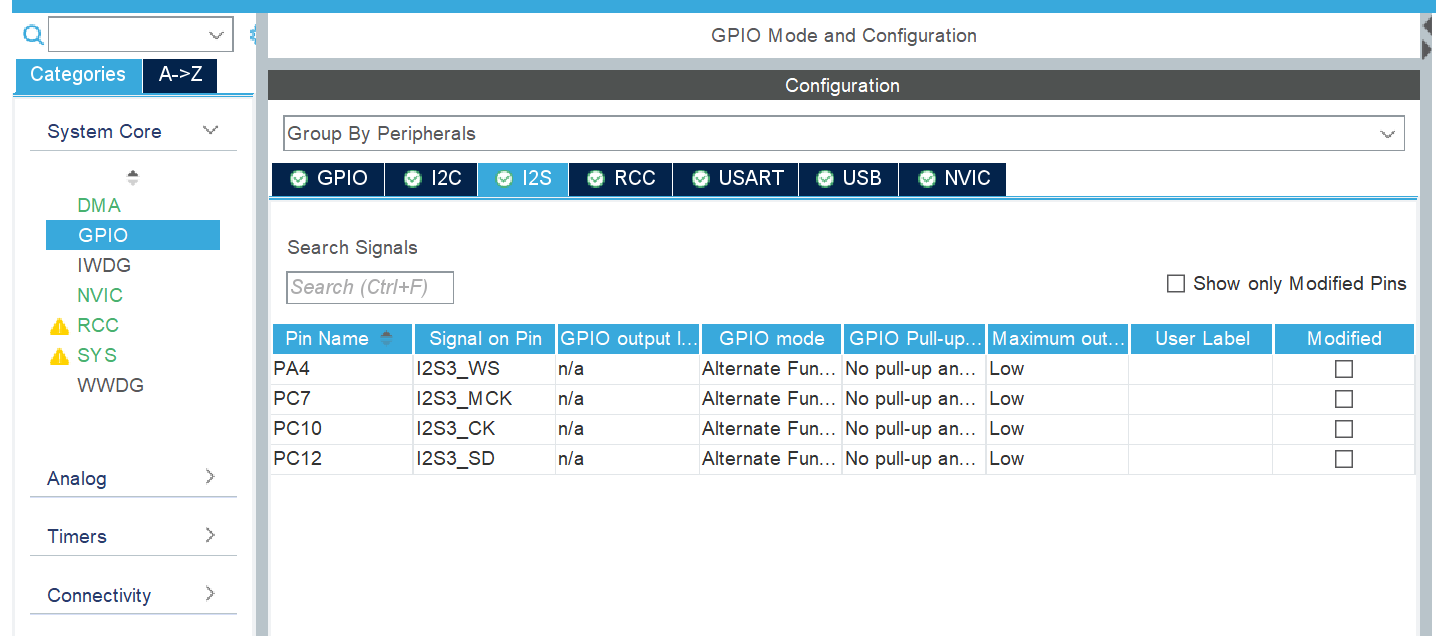 GPIO Mode and Configuration
Categories A->Z
Configuration
System Core
Group By Peripherals
GPIO I2C I2S RCC USART USB NVIC
DMA
GPIO
IWDG
NVIC
RCC
SYS
WWDG
Analog
Timers
Connectivity
Search Signals
Search (Ctrl+F)
Show only Modified Pins
Pin Name Signal on Pin GPIO output l... GPIO mode GPIO Pull-up... Maximum out... User Label Modified
PA4 I2S3_WS n/a Alternate Fun... No pull-up an... Low
PC7 I2S3_MCK n/a Alternate Fun... No pull-up an... Low
PC10 I2S3_CK n/a Alternate Fun... No pull-up an... Low
PC12 I2S3_SD n/a Alternate Fun... No pull-up an... Low